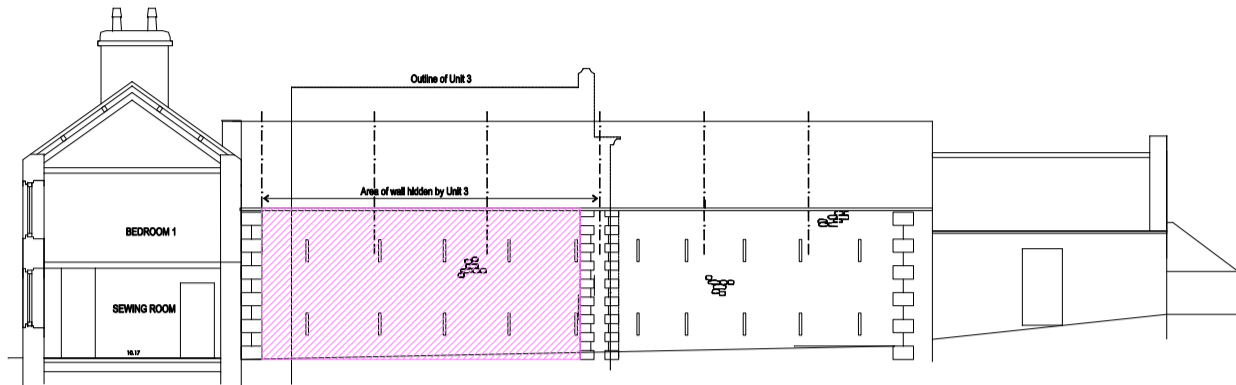 Outline of Unit 3
Area of wall hidden by Unit 3
BEDROOM 1
SEWING ROOM
10.17